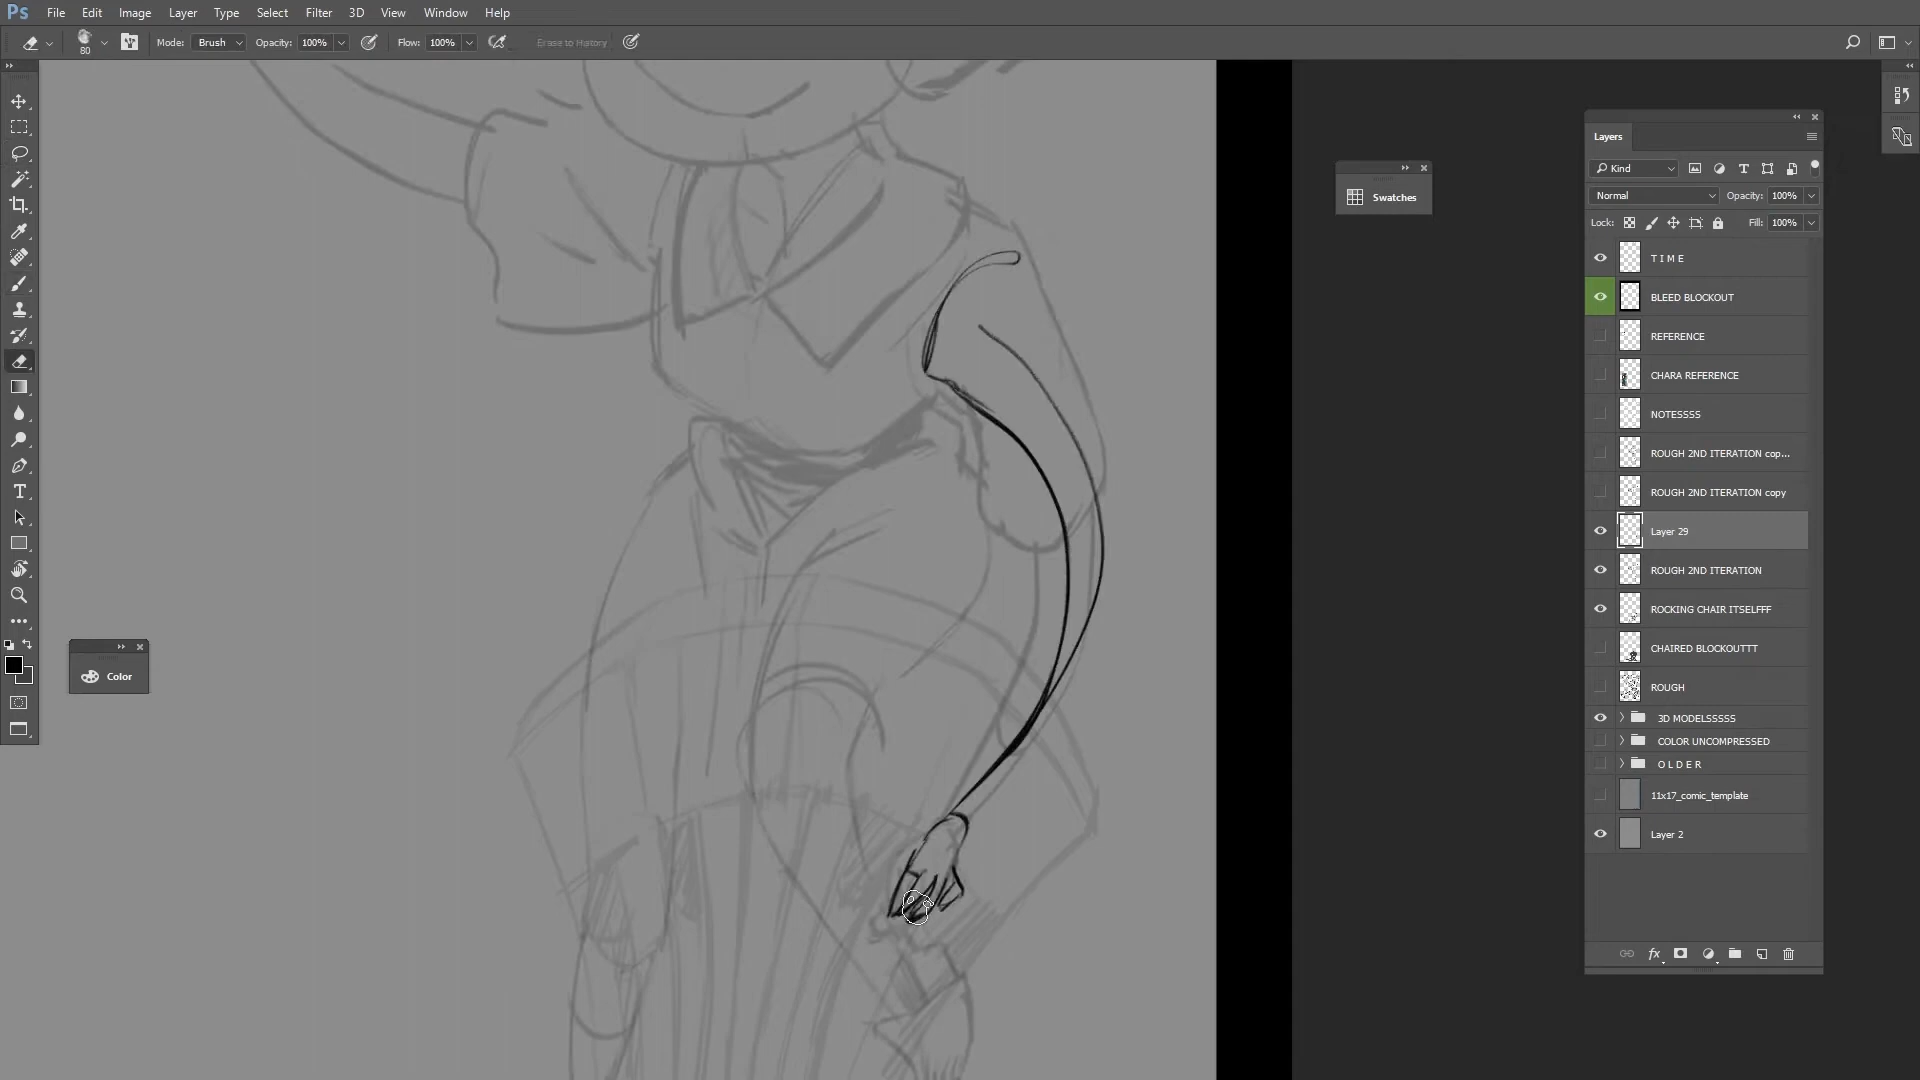 Ps File Edit Image Layer Type Select Filter 3D View Window Help
80 Mode: Brush Opacity: 100% Flow: 100% Erase to History
Layers
Kind
Normal Opacity: 100%
Lock: Fill: 100%
Swatches
Color
T I M E
BLEED BLOCKOUT
REFERENCE
CHARA REFERENCE
NOTESSSS
ROUGH 2ND ITERATION cop...
ROUGH 2ND ITERATION copy
Layer 29
ROUGH 2ND ITERATION
ROCKING CHAIR ITSELFFF
CHAIRED BLOCKOUTTT
ROUGH
3D MODELSSSSS
COLOR UNCOMPRESSED
O L D E R
11x17_comic_template
Layer 2